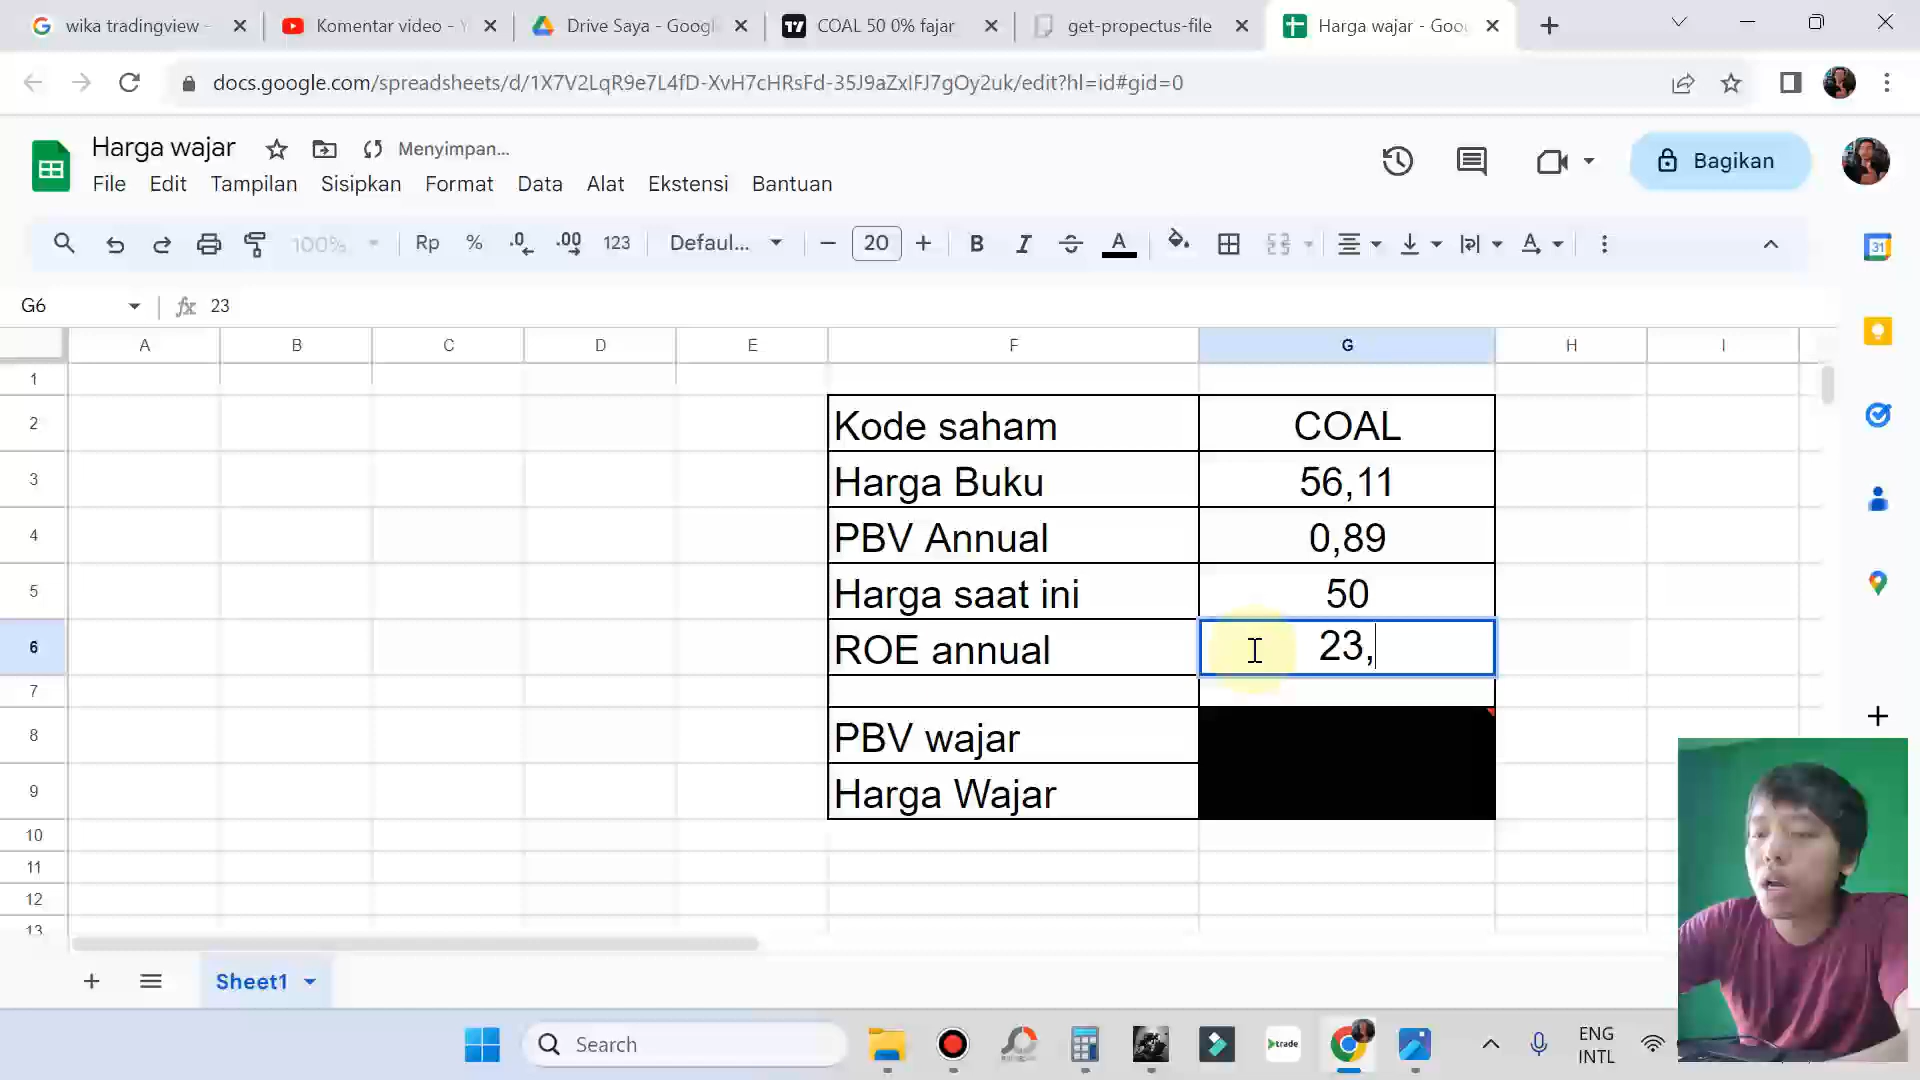 wika tradingview -
Komentar video - Y
Drive Saya - Googl
COAL 50 0% fajar
get-propectus-file
Harga wajar - Goo
docs.google.com/spreadsheets/d/1X7V2LqR9e7L4fD-XvH7cHRsFd-35J9aZxIFJ7gOy2uk/edit?hl=id#gid=0
Harga wajar
Menyimpan...
Bagikan
File Edit Tampilan Sisipkan Format Data Alat Ekstensi Bantuan
100% Rp % .0 .00 123 Defaul... 20 B I A A
31
G6 fx 23
A B C D E F G H I
1
2 Kode saham COAL
3 Harga Buku 56,11
4 PBV Annual 0,89
5 Harga saat ini 50
6 ROE annual 23,
7
8 PBV wajar
9 Harga Wajar
10
11
12
13
Sheet1
Search
trade
ENG
INTL